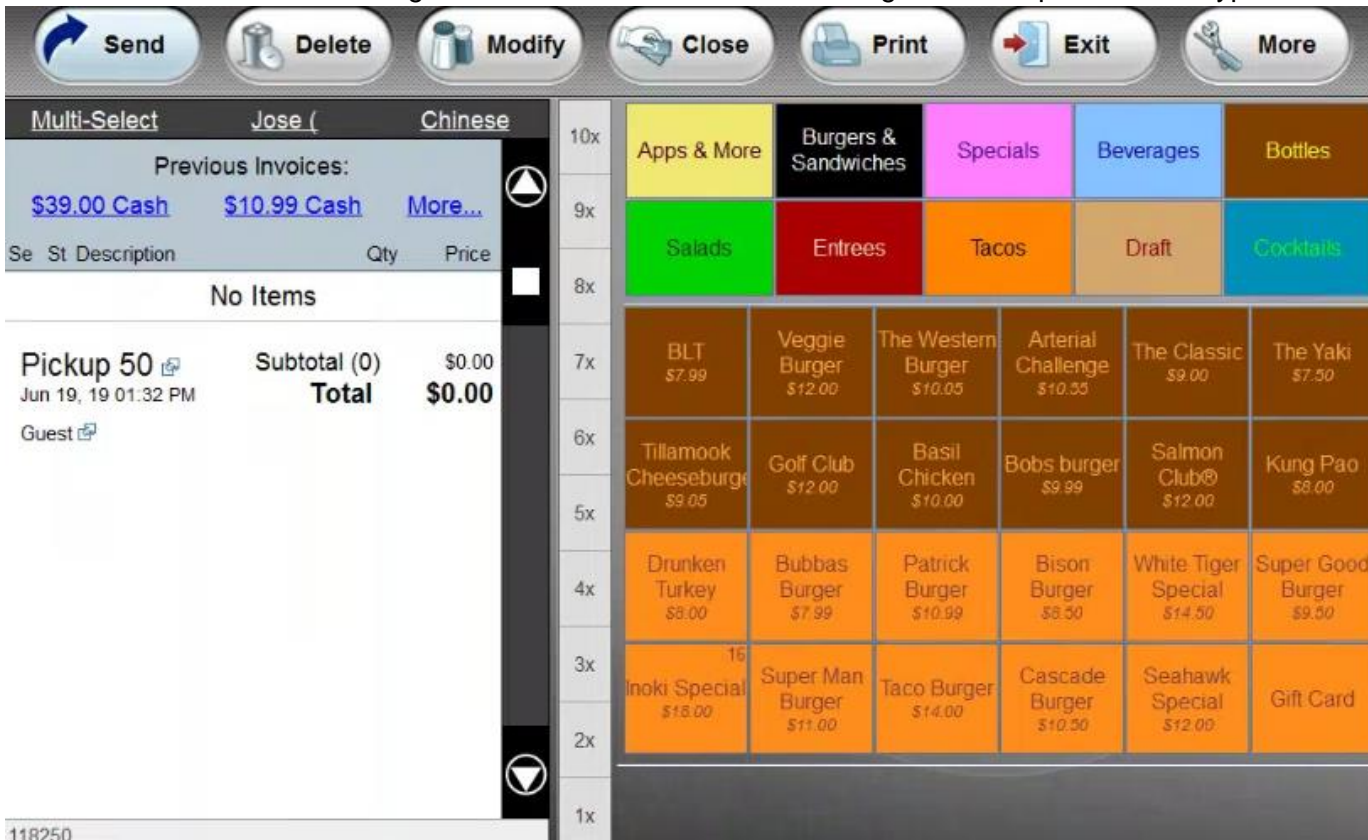 Send Delete Modify Close Print Exit More
Multi-Select Jose ( Chinese
Previous Invoices:
$39.00 Cash $10.99 Cash More...
Se St Description Qty Price
No Items
Pickup 50 Subtotal (0) $0.00
Jun 19, 19 01:32 PM Total $0.00
Guest
118250
10x
9x
8x
7x
6x
5x
4x
3x
2x
1x
Apps & More
Burgers &
Sandwiches
Specials
Beverages
Bottles
Salads
Entrees
Tacos
Draft
Cocktails
BLT
$7.99
Veggie
Burger
$12.00
The Western
Burger
$10.05
Arterial
Challenge
$10.55
The Classic
$9.00
The Yaki
$7.50
Tillamook
Cheeseburge
$9.05
Golf Club
$12.00
Basil
Chicken
$10.00
Bobs burger
$9.99
Salmon
Club®
$12.00
Kung Pao
$8.00
Drunken
Turkey
$8.00
Bubbas
Burger
$7.99
Patrick
Burger
$10.99
Bison
Burger
$8.50
White Tiger
Special
$14.50
Super Good
Burger
$9.50
16
Inoki Special
$18.00
Super Man
Burger
$11.00
Taco Burger
$14.00
Cascade
Burger
$10.50
Seahawk
Special
$12.00
Gift Card